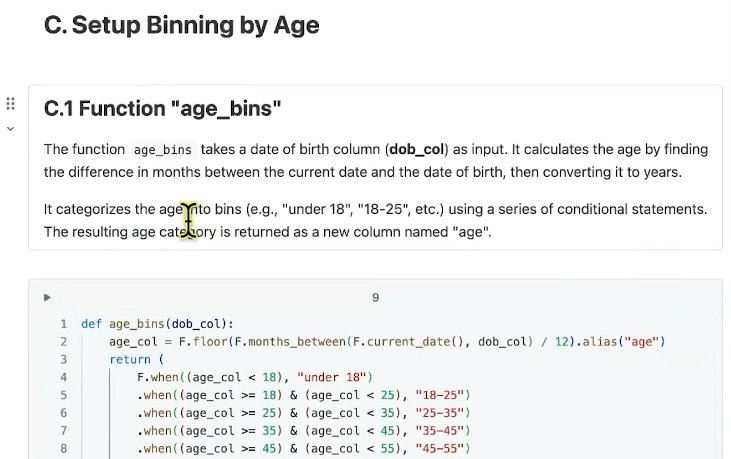 C. Setup Binning by Age
C.1 Function "age_bins"
The function age_bins takes a date of birth column (dob_col) as input. It calculates the age by finding
the difference in months between the current date and the date of birth, then converting it to years.
It categorizes the age into bins (e.g., "under 18", "18-25", etc.) using a series of conditional statements.
The resulting age category is returned as a new column named "age".
9
1 def age_bins(dob_col):
2 age_col = F.floor(F.months_between(F.current_date(), dob_col) / 12).alias("age")
3 return (
4 F.when((age_col < 18), "under 18")
5 .when((age_col >= 18) & (age_col < 25), "18-25")
6 .when((age_col >= 25) & (age_col < 35), "25-35")
7 .when((age_col >= 35) & (age_col < 45), "35-45")
8 .when((age_col >= 45) & (age_col < 55), "45-55")